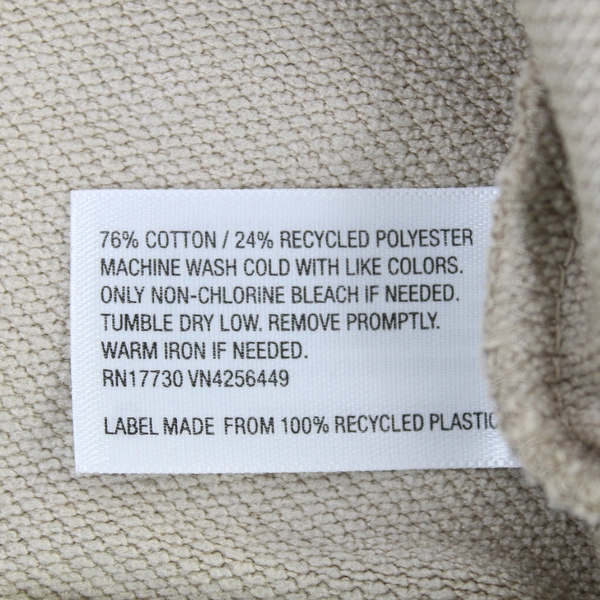 76% COTTON / 24% RECYCLED POLYESTER
MACHINE WASH COLD WITH LIKE COLORS.
ONLY NON-CHLORINE BLEACH IF NEEDED.
TUMBLE DRY LOW. REMOVE PROMPTLY.
WARM IRON IF NEEDED.
RN17730 VN4256449
LABEL MADE FROM 100% RECYCLED PLASTIC